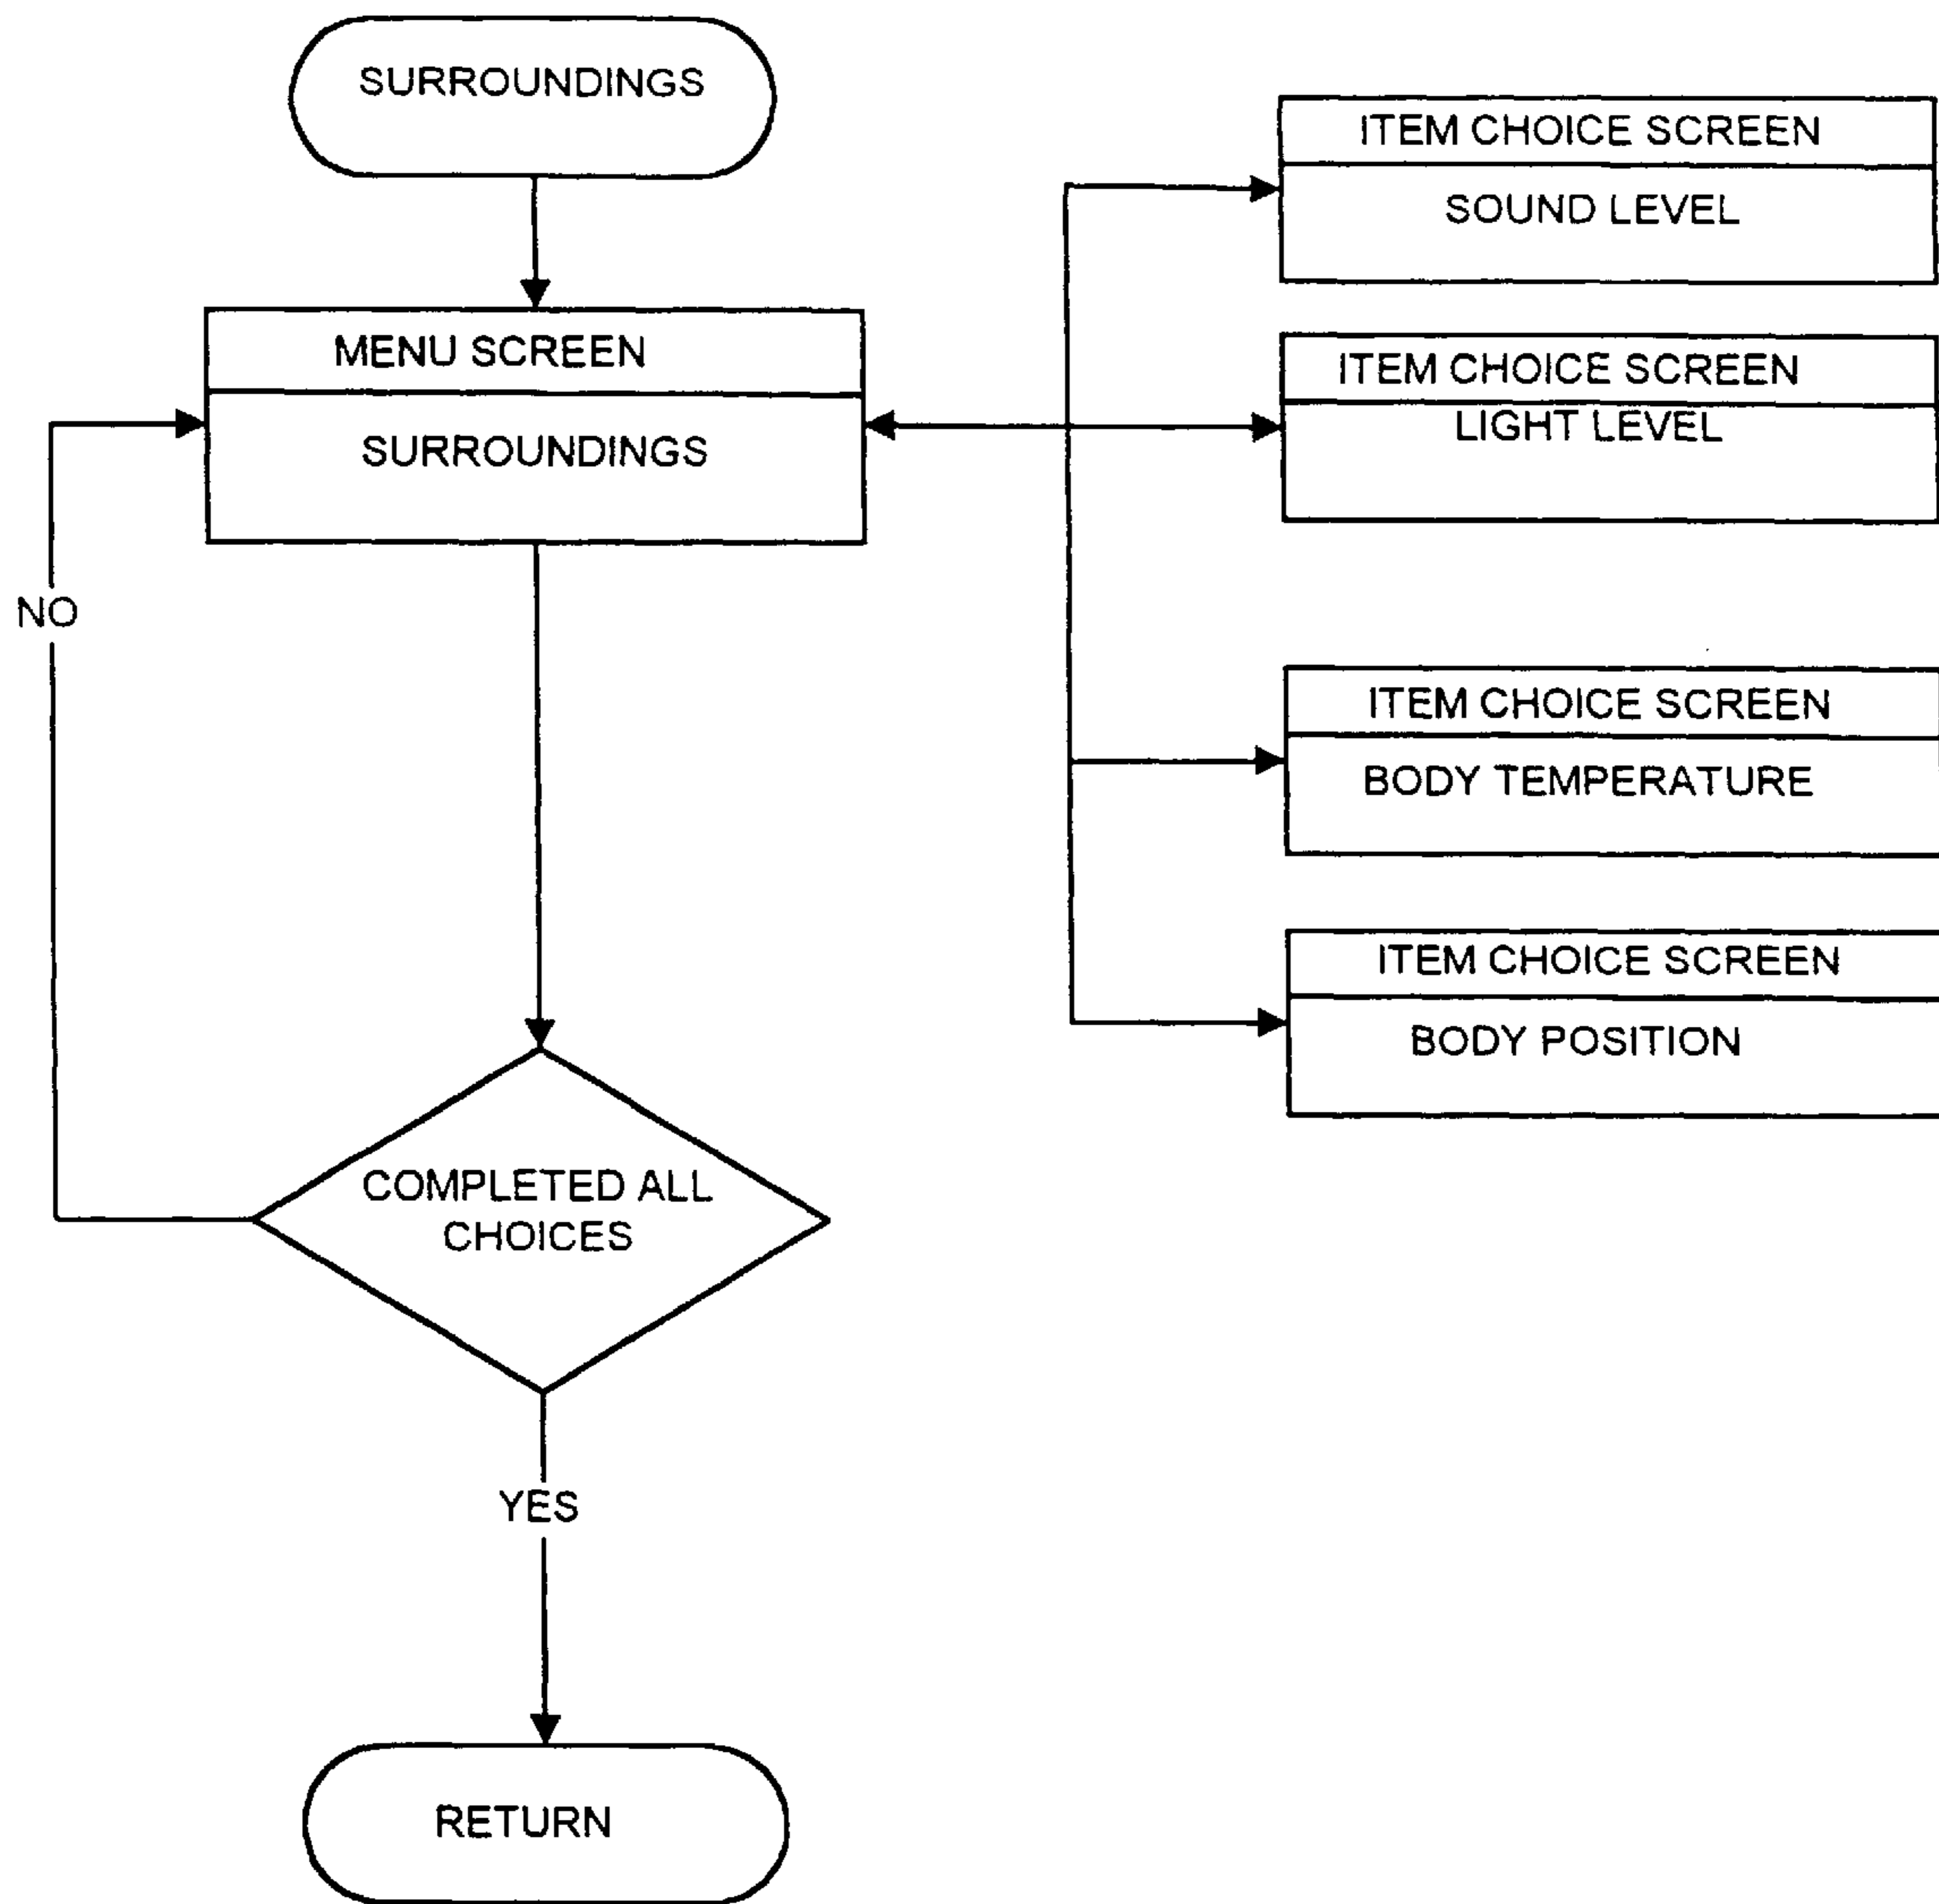 SURROUNDINGS
MENU SCREEN
SURROUNDINGS
NO
COMPLETED ALL
CHOICES
YES
RETURN
ITEM CHOICE SCREEN
SOUND LEVEL
ITEM CHOICE SCREEN
LIGHT LEVEL
ITEM CHOICE SCREEN
BODY TEMPERATURE
ITEM CHOICE SCREEN
BODY POSITION